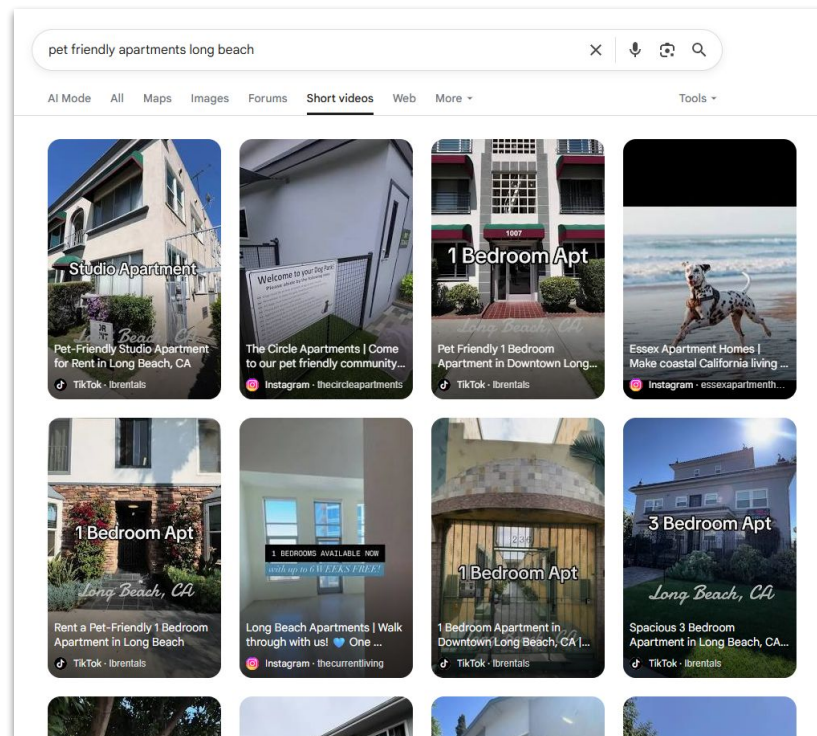 pet friendly apartments long beach
AI Mode All Maps Images Forums Short videos Web More Tools
Studio Apartment
Long Beach, CA
Pet-Friendly Studio Apartment
for Rent in Long Beach, CA
TikTok · lbrentals
Welcome to your Dog Park!
The Circle Apartments | Come
to our pet friendly community...
Instagram · thecircleapartments
1007
1 Bedroom Apt
Long Beach, CA
Pet Friendly 1 Bedroom
Apartment in Downtown Long...
TikTok · lbrentals
Essex Apartment Homes |
Make coastal California living ...
Instagram · essexapartmenth...
1 Bedroom Apt
Long Beach, CA
Rent a Pet-Friendly 1 Bedroom
Apartment in Long Beach
TikTok · lbrentals
1 BEDROOMS AVAILABLE NOW
with up to 6 WEEKS FREE!
Long Beach Apartments | Walk
through with us! 💙 One ...
Instagram · thecurrentliving
236
1 Bedroom Apt
1 Bedroom Apartment in
Downtown Long Beach, CA |...
TikTok · lbrentals
3 Bedroom Apt
Long Beach, CA
Spacious 3 Bedroom
Apartment in Long Beach, CA...
TikTok · lbrentals